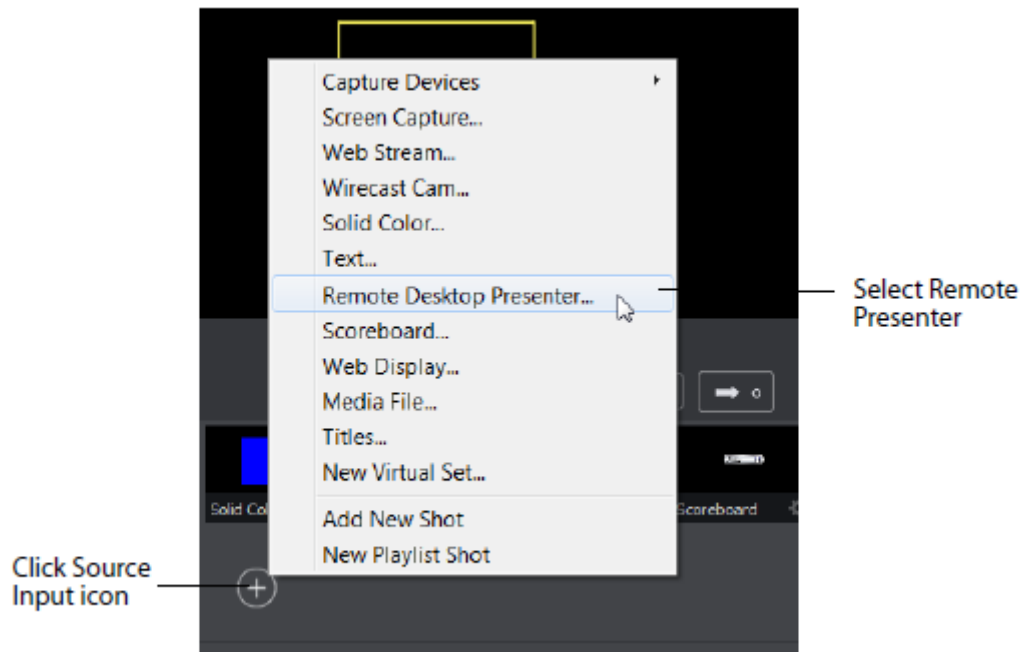 Capture Devices
Screen Capture...
Web Stream...
Wirecast Cam...
Solid Color...
Text...
Remote Desktop Presenter...
Select Remote
Presenter
Scoreboard...
Web Display...
Media File...
Titles...
New Virtual Set...
Solid Col
Scoreboard
Add New Shot
New Playlist Shot
Click Source
Input icon